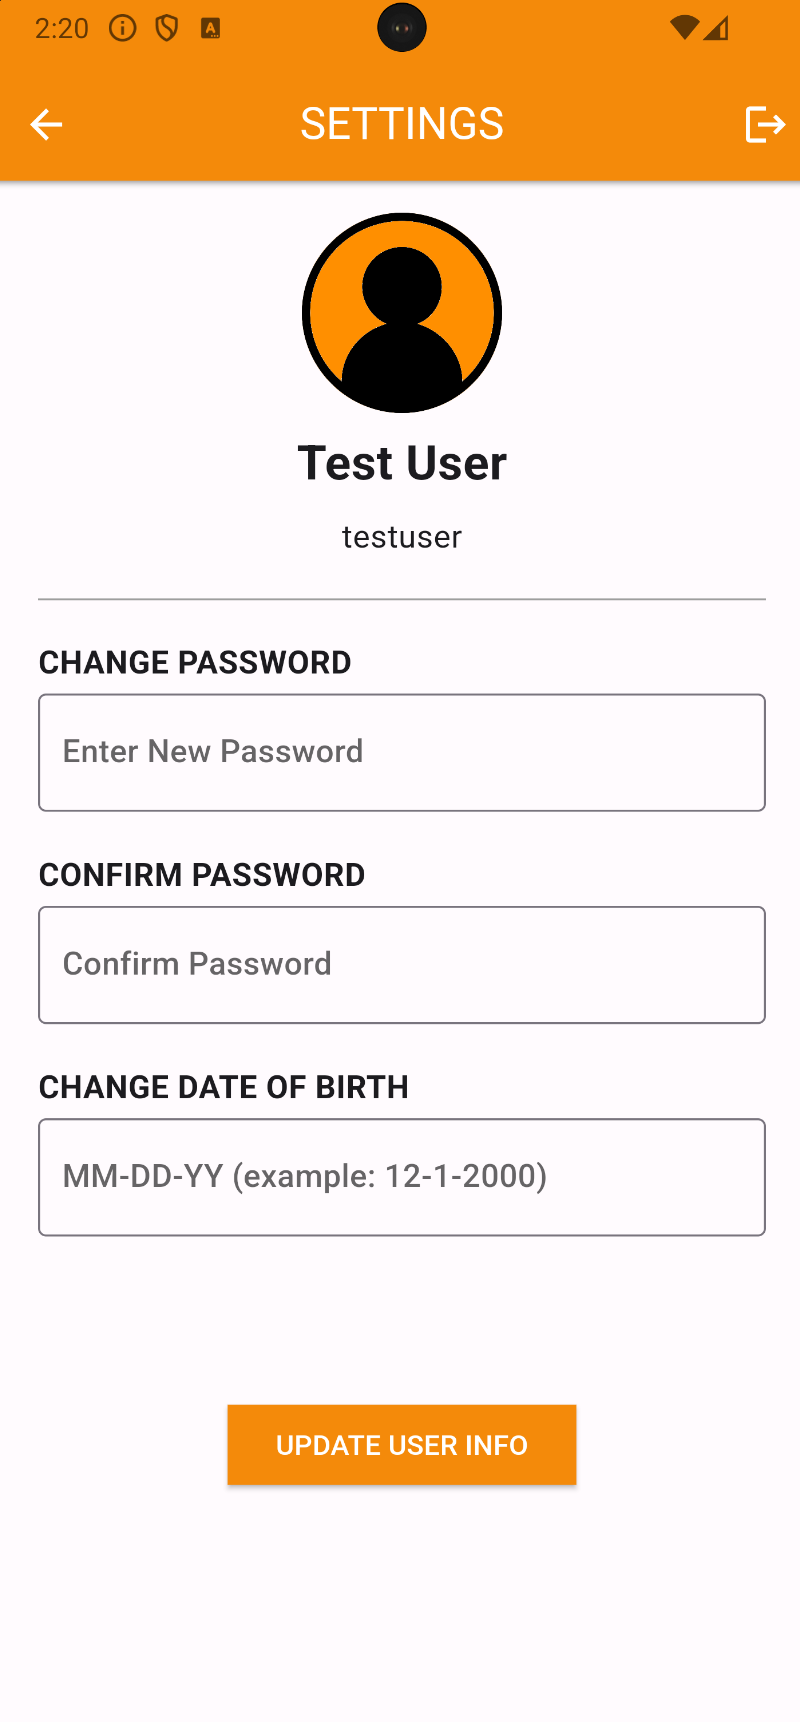 2:20
SETTINGS
Test User
testuser
CHANGE PASSWORD
Enter New Password
CONFIRM PASSWORD
Confirm Password
CHANGE DATE OF BIRTH
MM-DD-YY (example: 12-1-2000)
UPDATE USER INFO